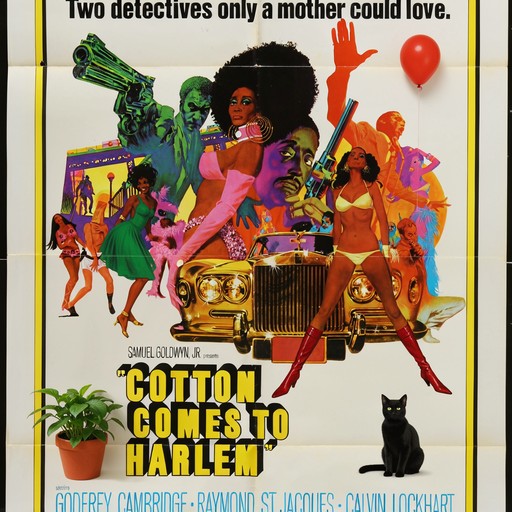 Two detectives only a mother could love.
SAMUEL GOLDWYN, JR. presents
"COTTON
COMES TO
HARLEM"
GODFREY CAMBRIDGE • RAYMOND ST. JACQUES • CALVIN LOCKHART